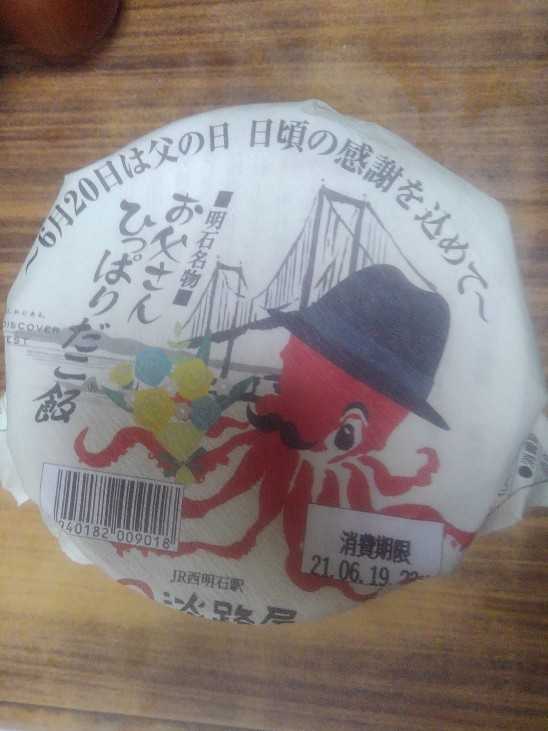 ～6月20日は父の日 日頃の感謝を込めて～
■明石名物■
お父さん
ひっぱりだこ飯
DISCOVER
EST
940182 009018
消費期限
21.06.19
JR西明石駅
淡路屋